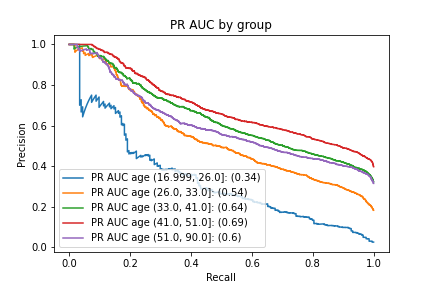 PR AUC by group
Precision
1.0
0.8
0.6
0.4
0.2
0.0
PR AUC age (16.999, 26.0]: (0.34)
PR AUC age (26.0, 33.0]: (0.54)
PR AUC age (33.0, 41.0]: (0.64)
PR AUC age (41.0, 51.0]: (0.69)
PR AUC age (51.0, 90.0]: (0.6)
0.0 0.2 0.4 0.6 0.8 1.0
Recall